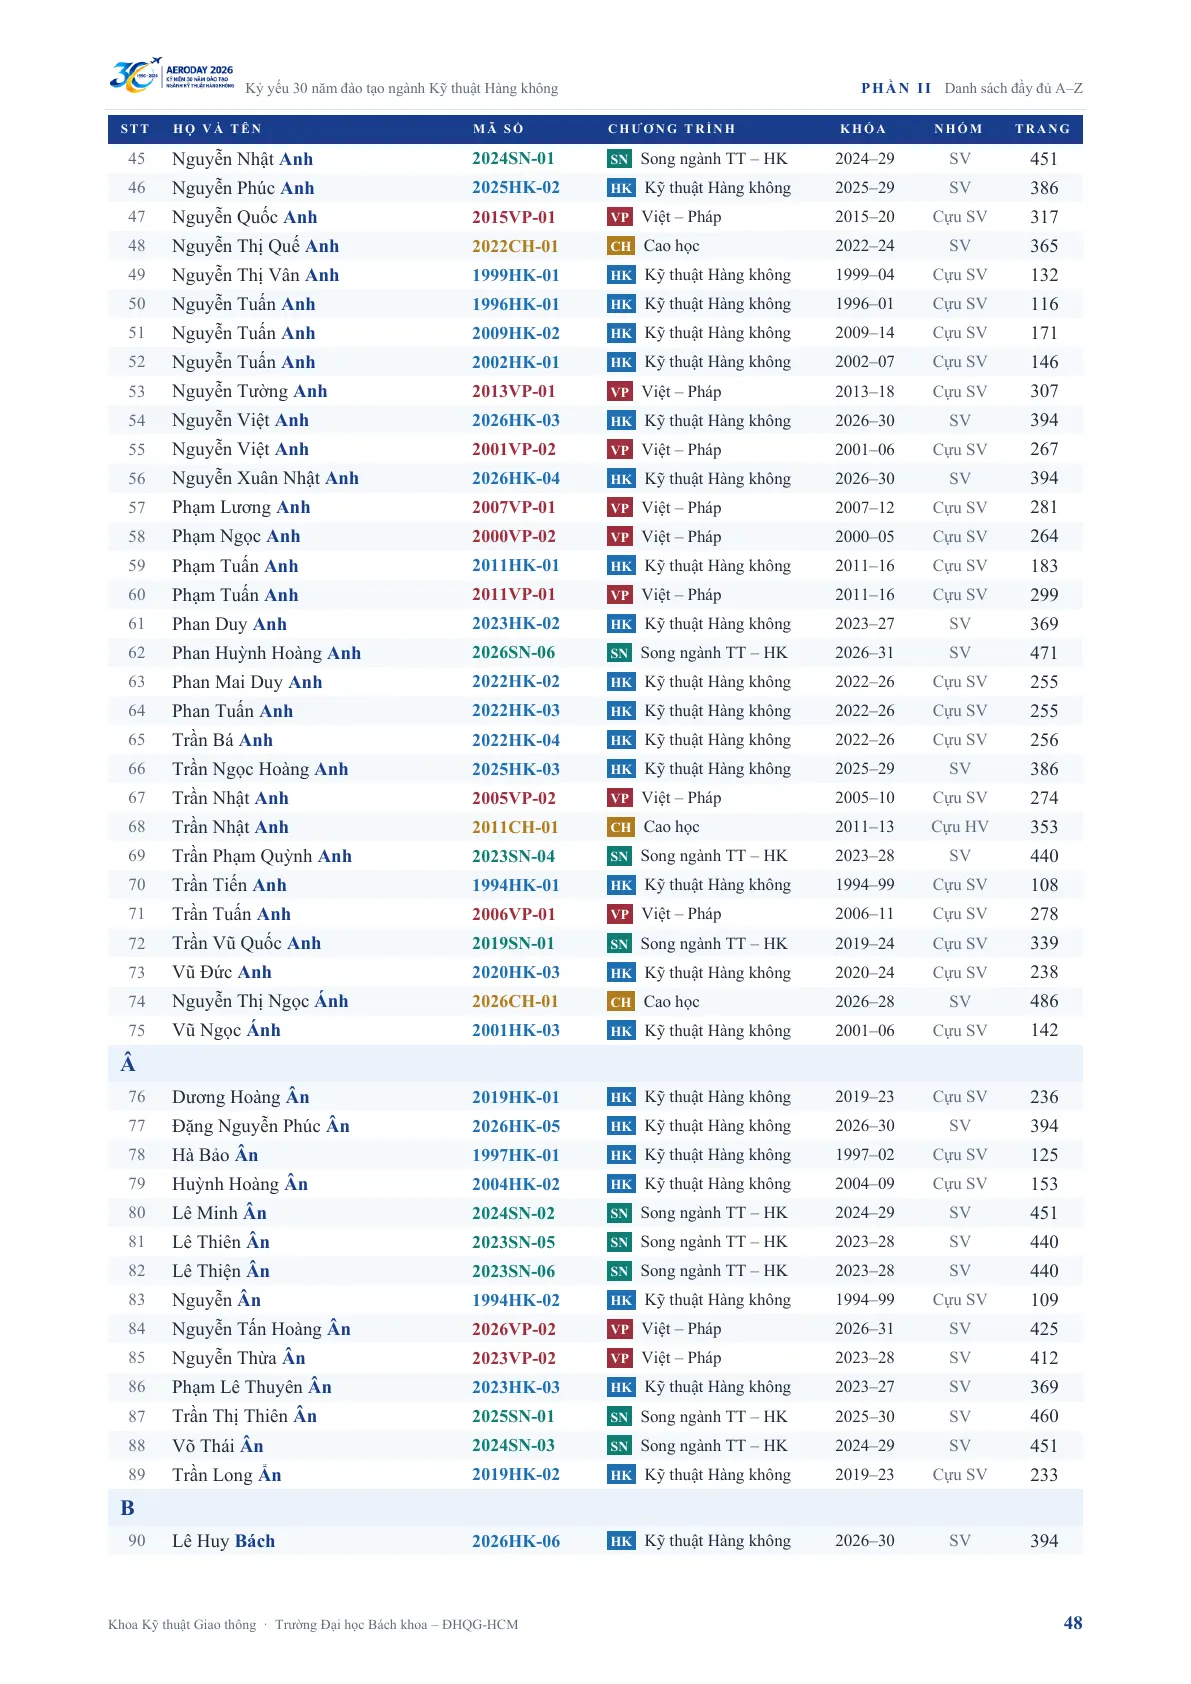 30 1996 - 2026 AERODAY 2026
KỶ NIỆM 30 NĂM ĐÀO TẠO
NGÀNH KỸ THUẬT HÀNG KHÔNG
Kỷ yếu 30 năm đào tạo ngành Kỹ thuật Hàng không PHẦN II Danh sách đầy đủ A–Z
STT HỌ VÀ TÊN MÃ SỐ CHƯƠNG TRÌNH KHÓA NHÓM TRANG
45 Nguyễn Nhật Anh 2024SN-01 SN Song ngành TT – HK 2024–29 SV 451
46 Nguyễn Phúc Anh 2025HK-02 HK Kỹ thuật Hàng không 2025–29 SV 386
47 Nguyễn Quốc Anh 2015VP-01 VP Việt – Pháp 2015–20 Cựu SV 317
48 Nguyễn Thị Quế Anh 2022CH-01 CH Cao học 2022–24 SV 365
49 Nguyễn Thị Vân Anh 1999HK-01 HK Kỹ thuật Hàng không 1999–04 Cựu SV 132
50 Nguyễn Tuấn Anh 1996HK-01 HK Kỹ thuật Hàng không 1996–01 Cựu SV 116
51 Nguyễn Tuấn Anh 2009HK-02 HK Kỹ thuật Hàng không 2009–14 Cựu SV 171
52 Nguyễn Tuấn Anh 2002HK-01 HK Kỹ thuật Hàng không 2002–07 Cựu SV 146
53 Nguyễn Tường Anh 2013VP-01 VP Việt – Pháp 2013–18 Cựu SV 307
54 Nguyễn Việt Anh 2026HK-03 HK Kỹ thuật Hàng không 2026–30 SV 394
55 Nguyễn Việt Anh 2001VP-02 VP Việt – Pháp 2001–06 Cựu SV 267
56 Nguyễn Xuân Nhật Anh 2026HK-04 HK Kỹ thuật Hàng không 2026–30 SV 394
57 Phạm Lương Anh 2007VP-01 VP Việt – Pháp 2007–12 Cựu SV 281
58 Phạm Ngọc Anh 2000VP-02 VP Việt – Pháp 2000–05 Cựu SV 264
59 Phạm Tuấn Anh 2011HK-01 HK Kỹ thuật Hàng không 2011–16 Cựu SV 183
60 Phạm Tuấn Anh 2011VP-01 VP Việt – Pháp 2011–16 Cựu SV 299
61 Phan Duy Anh 2023HK-02 HK Kỹ thuật Hàng không 2023–27 SV 369
62 Phan Huỳnh Hoàng Anh 2026SN-06 SN Song ngành TT – HK 2026–31 SV 471
63 Phan Mai Duy Anh 2022HK-02 HK Kỹ thuật Hàng không 2022–26 Cựu SV 255
64 Phan Tuấn Anh 2022HK-03 HK Kỹ thuật Hàng không 2022–26 Cựu SV 255
65 Trần Bá Anh 2022HK-04 HK Kỹ thuật Hàng không 2022–26 Cựu SV 256
66 Trần Ngọc Hoàng Anh 2025HK-03 HK Kỹ thuật Hàng không 2025–29 SV 386
67 Trần Nhật Anh 2005VP-02 VP Việt – Pháp 2005–10 Cựu SV 274
68 Trần Nhật Anh 2011CH-01 CH Cao học 2011–13 Cựu HV 353
69 Trần Phạm Quỳnh Anh 2023SN-04 SN Song ngành TT – HK 2023–28 SV 440
70 Trần Tiến Anh 1994HK-01 HK Kỹ thuật Hàng không 1994–99 Cựu SV 108
71 Trần Tuấn Anh 2006VP-01 VP Việt – Pháp 2006–11 Cựu SV 278
72 Trần Vũ Quốc Anh 2019SN-01 SN Song ngành TT – HK 2019–24 Cựu SV 339
73 Vũ Đức Anh 2020HK-03 HK Kỹ thuật Hàng không 2020–24 Cựu SV 238
74 Nguyễn Thị Ngọc Ánh 2026CH-01 CH Cao học 2026–28 SV 486
75 Vũ Ngọc Ánh 2001HK-03 HK Kỹ thuật Hàng không 2001–06 Cựu SV 142
Â
76 Dương Hoàng Ân 2019HK-01 HK Kỹ thuật Hàng không 2019–23 Cựu SV 236
77 Đặng Nguyễn Phúc Ân 2026HK-05 HK Kỹ thuật Hàng không 2026–30 SV 394
78 Hà Bảo Ân 1997HK-01 HK Kỹ thuật Hàng không 1997–02 Cựu SV 125
79 Huỳnh Hoàng Ân 2004HK-02 HK Kỹ thuật Hàng không 2004–09 Cựu SV 153
80 Lê Minh Ân 2024SN-02 SN Song ngành TT – HK 2024–29 SV 451
81 Lê Thiên Ân 2023SN-05 SN Song ngành TT – HK 2023–28 SV 440
82 Lê Thiện Ân 2023SN-06 SN Song ngành TT – HK 2023–28 SV 440
83 Nguyễn Ân 1994HK-02 HK Kỹ thuật Hàng không 1994–99 Cựu SV 109
84 Nguyễn Tấn Hoàng Ân 2026VP-02 VP Việt – Pháp 2026–31 SV 425
85 Nguyễn Thừa Ân 2023VP-02 VP Việt – Pháp 2023–28 SV 412
86 Phạm Lê Thuyên Ân 2023HK-03 HK Kỹ thuật Hàng không 2023–27 SV 369
87 Trần Thị Thiên Ân 2025SN-01 SN Song ngành TT – HK 2025–30 SV 460
88 Võ Thái Ân 2024SN-03 SN Song ngành TT – HK 2024–29 SV 451
89 Trần Long Ẩn 2019HK-02 HK Kỹ thuật Hàng không 2019–23 Cựu SV 233
B
90 Lê Huy Bách 2026HK-06 HK Kỹ thuật Hàng không 2026–30 SV 394
Khoa Kỹ thuật Giao thông · Trường Đại học Bách khoa – ĐHQG-HCM 48